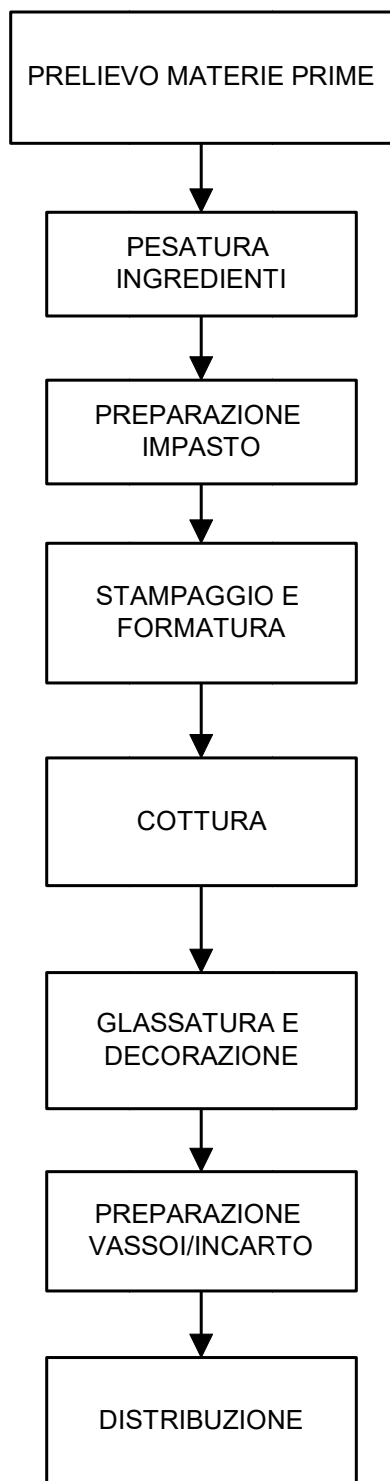 PRELIEVO MATERIE PRIME
PESATURA
INGREDIENTI
PREPARAZIONE
IMPASTO
STAMPAGGIO E
FORMATURA
COTTURA
GLASSATURA E
DECORAZIONE
PREPARAZIONE
VASSOI/INCARTO
DISTRIBUZIONE